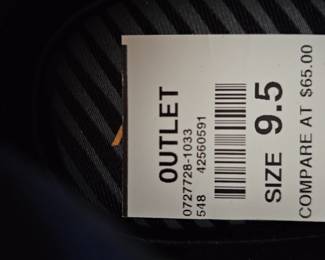 OUTLET
0727728-1033
548 42560591
SIZE 9.5
COMPARE AT $65.00